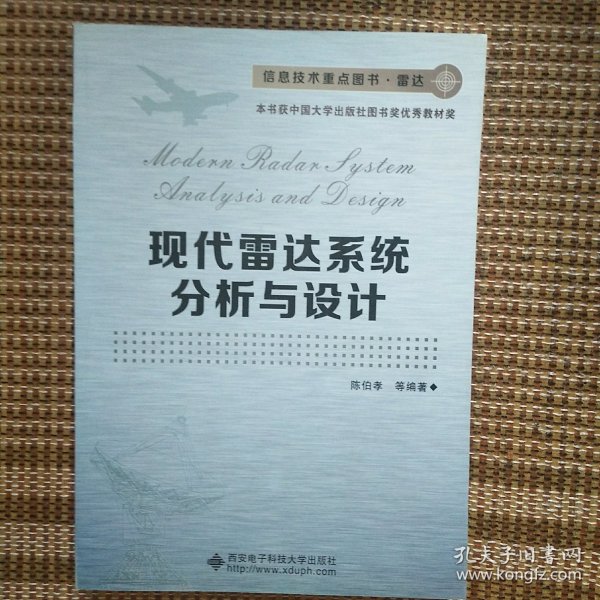 信息技术重点图书·雷达
本书获中国大学出版社图书奖优秀教材奖
Modern Radar System
Analysis and Design
现代雷达系统
分析与设计
陈伯孝 等编著◆
西安电子科技大学出版社
http://www.xduph.com
孔夫子旧书网
www.kongfz.com